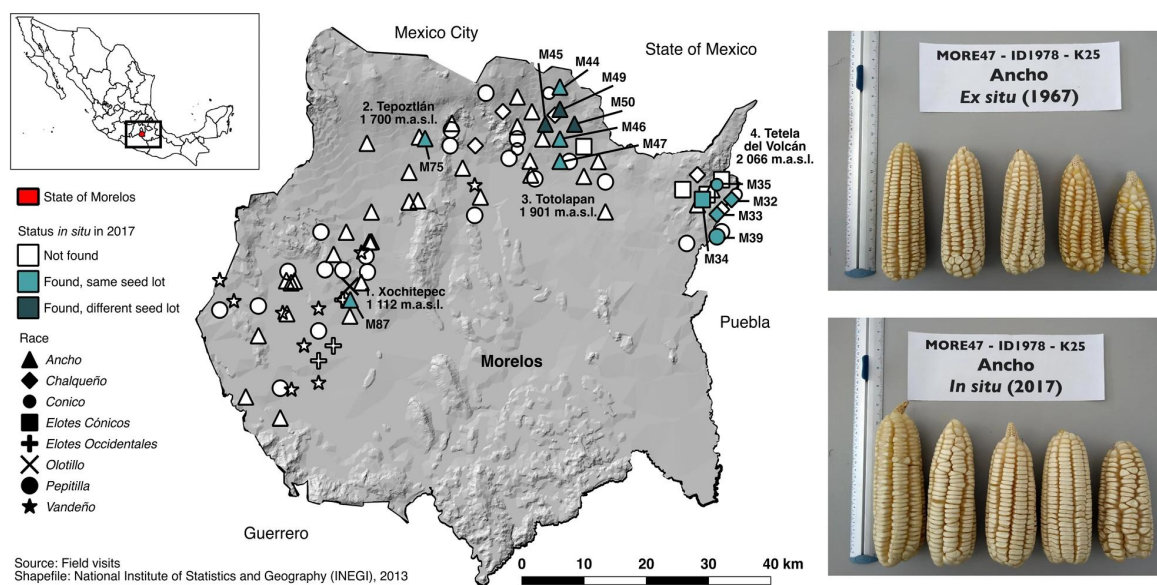 Mexico City
State of Mexico
M45
M44
M49
M50
M46
M47
2. Tepoztlán
1 700 m.a.s.l.
M75
3. Totolapan
1 901 m.a.s.l.
4. Tetela
del Volcán
2 066 m.a.s.l.
M35
M32
M33
M39
M34
1. Xochitepec
1 112 m.a.s.l.
M87
Puebla
Morelos
Guerrero
State of Morelos
Status in situ in 2017
Not found
Found, same seed lot
Found, different seed lot
Race
Ancho
Chalqueño
Conico
Elotes Cónicos
Elotes Occidentales
Olotillo
Pepitilla
Vandeño
Source: Field visits
Shapefile: National Institute of Statistics and Geography (INEGI), 2013
0 10 20 30 40 km
MORE47 - ID1978 - K25
Ancho
Ex situ (1967)
MORE47 - ID1978 - K25
Ancho
In situ (2017)